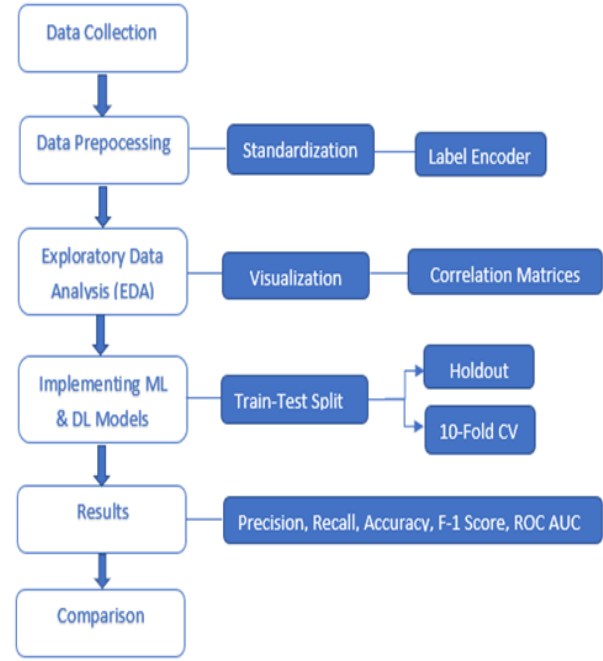 Data Collection
Data Prepocessing
Standardization
Label Encoder
Exploratory Data
Analysis (EDA)
Visualization
Correlation Matrices
Implementing ML
& DL Models
Train-Test Split
Holdout
10-Fold CV
Results
Precision, Recall, Accuracy, F-1 Score, ROC AUC
Comparison